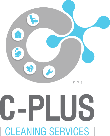 C-PLUS
| CLEANING SERVICES |